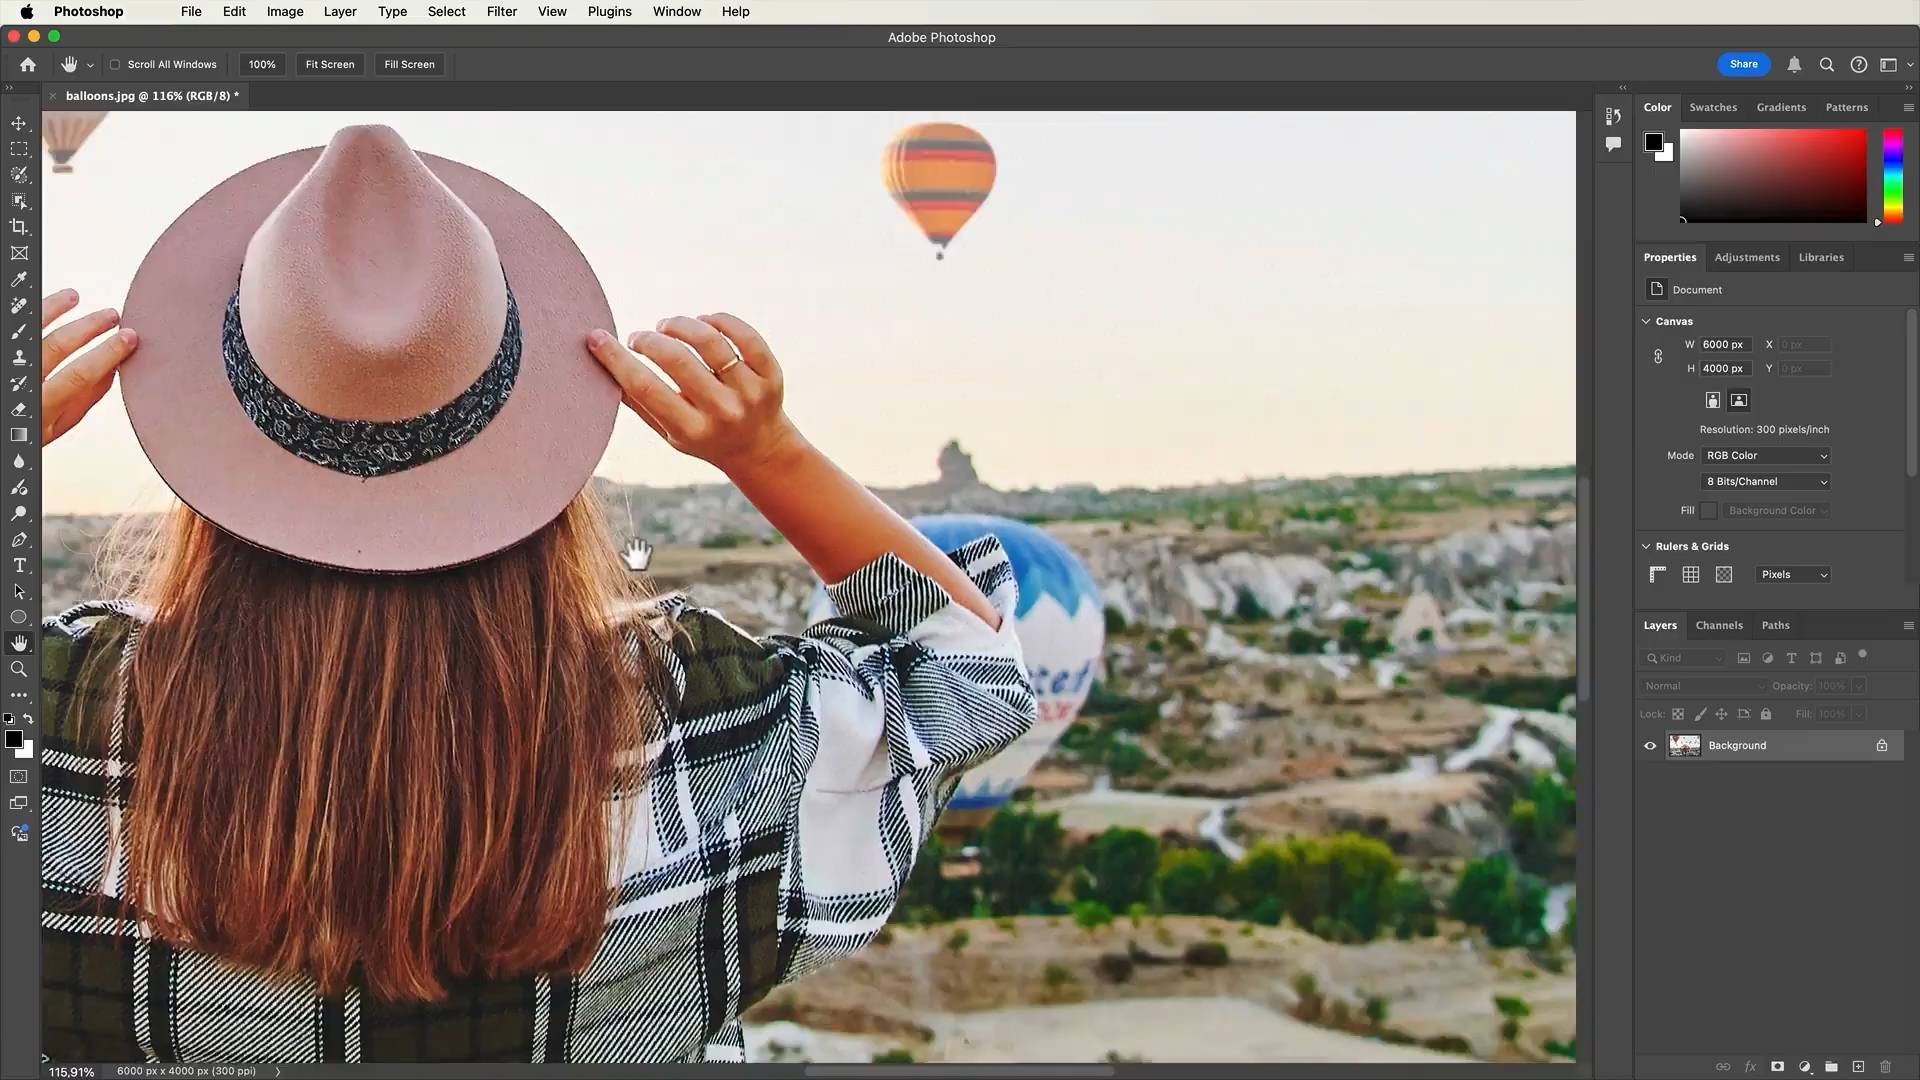 Photoshop File Edit Image Layer Type Select Filter View Plugins Window Help
Adobe Photoshop
Scroll All Windows 100% Fit Screen Fill Screen Share
balloons.jpg @ 116% (RGB/8) *
Color Swatches Gradients Patterns
Properties Adjustments Libraries
Document
Canvas
W 6000 px X 0 px
H 4000 px Y 0 px
Resolution: 300 pixels/inch
Mode RGB Color
8 Bits/Channel
Fill Background Color
Rulers & Grids
Pixels
Layers Channels Paths
Kind
Normal Opacity: 100%
Lock: Fill: 100%
Background
115,91% 6000 px x 4000 px (300 ppi)